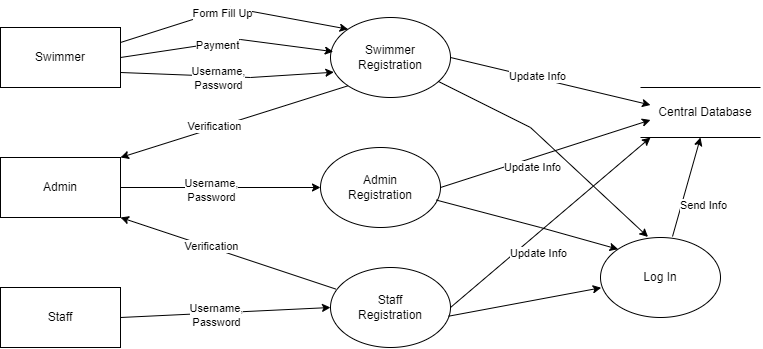 Form Fill Up
Swimmer
Payment
Swimmer
Registration
Username,
Password
Update Info
Central Database
Verification
Admin
Username,
Password
Admin
Registration
Update Info
Send Info
Verification
Update Info
Log In
Staff
Username,
Password
Staff
Registration